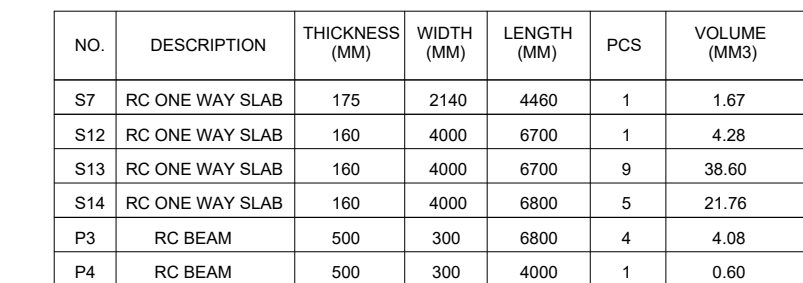 NO. DESCRIPTION THICKNESS (MM) WIDTH (MM) LENGTH (MM) PCS VOLUME (MM3)
S7 RC ONE WAY SLAB 175 2140 4460 1 1.67
S12 RC ONE WAY SLAB 160 4000 6700 1 4.28
S13 RC ONE WAY SLAB 160 4000 6700 9 38.60
S14 RC ONE WAY SLAB 160 4000 6800 5 21.76
P3 RC BEAM 500 300 6800 4 4.08
P4 RC BEAM 500 300 4000 1 0.60